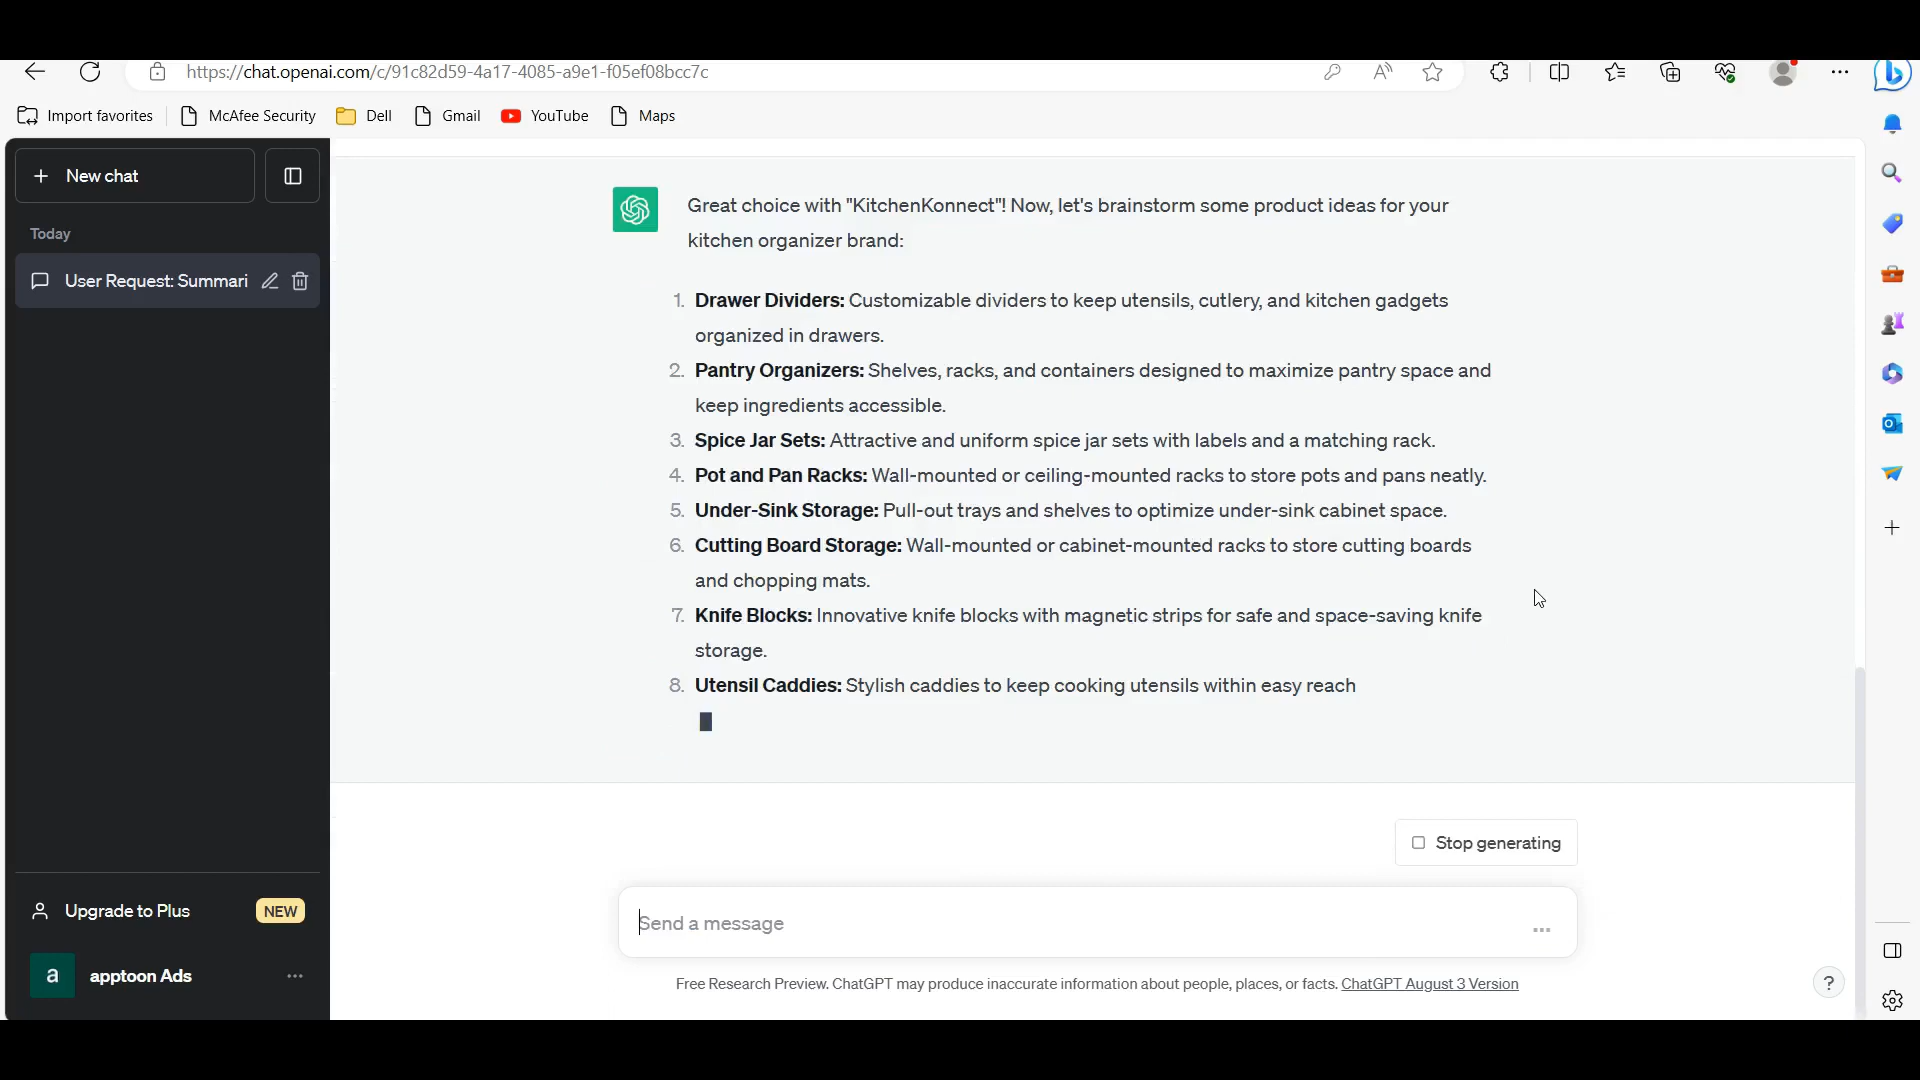 https://chat.openai.com/c/91c82d59-4a17-4085-a9e1-f05ef08bcc7c
Import favorites
McAfee Security
Dell
Gmail
YouTube
Maps
New chat
Today
User Request: Summari
Great choice with "KitchenKonnect"! Now, let's brainstorm some product ideas for your
kitchen organizer brand:
1. Drawer Dividers: Customizable dividers to keep utensils, cutlery, and kitchen gadgets
organized in drawers.
2. Pantry Organizers: Shelves, racks, and containers designed to maximize pantry space and
keep ingredients accessible.
3. Spice Jar Sets: Attractive and uniform spice jar sets with labels and a matching rack.
4. Pot and Pan Racks: Wall-mounted or ceiling-mounted racks to store pots and pans neatly.
5. Under-Sink Storage: Pull-out trays and shelves to optimize under-sink cabinet space.
6. Cutting Board Storage: Wall-mounted or cabinet-mounted racks to store cutting boards
and chopping mats.
7. Knife Blocks: Innovative knife blocks with magnetic strips for safe and space-saving knife
storage.
8. Utensil Caddies: Stylish caddies to keep cooking utensils within easy reach
Stop generating
Upgrade to Plus
NEW
Send a message
a
apptoon Ads
Free Research Preview. ChatGPT may produce inaccurate information about people, places, or facts. ChatGPT August 3 Version
?